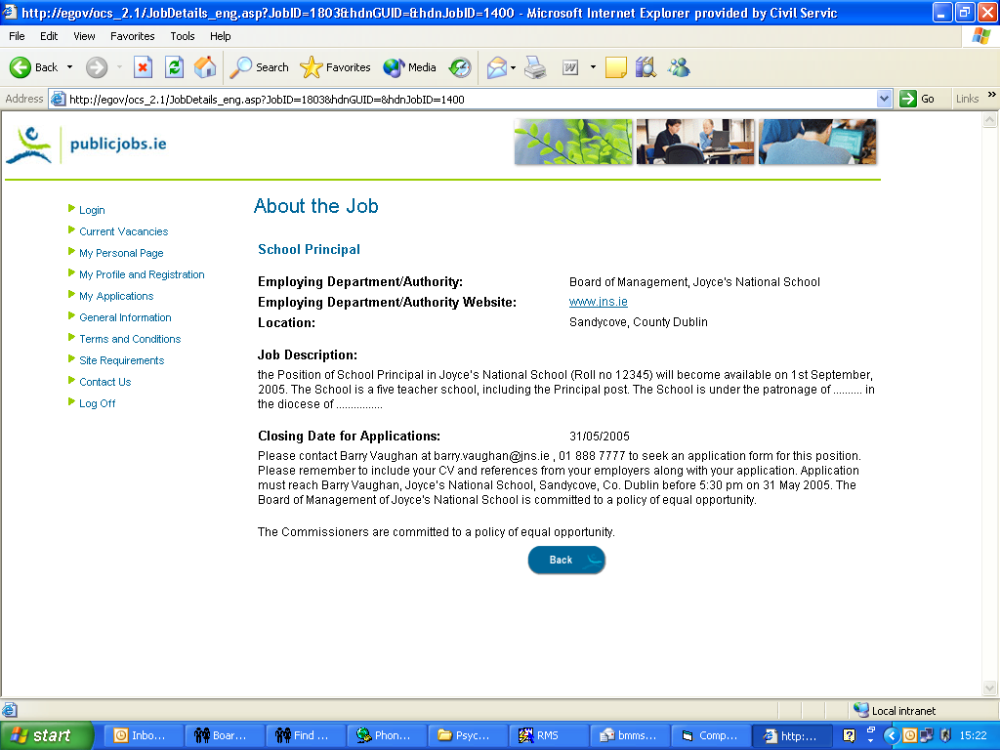 http://egov/ocs_2.1/JobDetails_eng.asp?JobID=1803&hdnGUID=&hdnJobID=1400 - Microsoft Internet Explorer provided by Civil Servic
File Edit View Favorites Tools Help
Back Search Favorites Media
Address http://egov/ocs_2.1/JobDetails_eng.asp?JobID=1803&hdnGUID=&hdnJobID=1400 Go Links »
publicjobs.ie
Login
Current Vacancies
My Personal Page
My Profile and Registration
My Applications
General Information
Terms and Conditions
Site Requirements
Contact Us
Log Off
About the Job
School Principal
Employing Department/Authority: Board of Management, Joyce's National School
Employing Department/Authority Website: www.jns.ie
Location: Sandycove, County Dublin
Job Description:
the Position of School Principal in Joyce's National School (Roll no 12345) will become available on 1st September,
2005. The School is a five teacher school, including the Principal post. The School is under the patronage of .......... in
the diocese of ................
Closing Date for Applications: 31/05/2005
Please contact Barry Vaughan at barry.vaughan@jns.ie , 01 888 7777 to seek an application form for this position.
Please remember to include your CV and references from your employers along with your application. Application
must reach Barry Vaughan, Joyce's National School, Sandycove, Co. Dublin before 5:30 pm on 31 May 2005. The
Board of Management of Joyce's National School is committed to a policy of equal opportunity.
The Commissioners are committed to a policy of equal opportunity.
Back
Local intranet
start Inbo... Boar... Find ... Phon... Psyc... RMS bmms... Comp... http:... 15:22